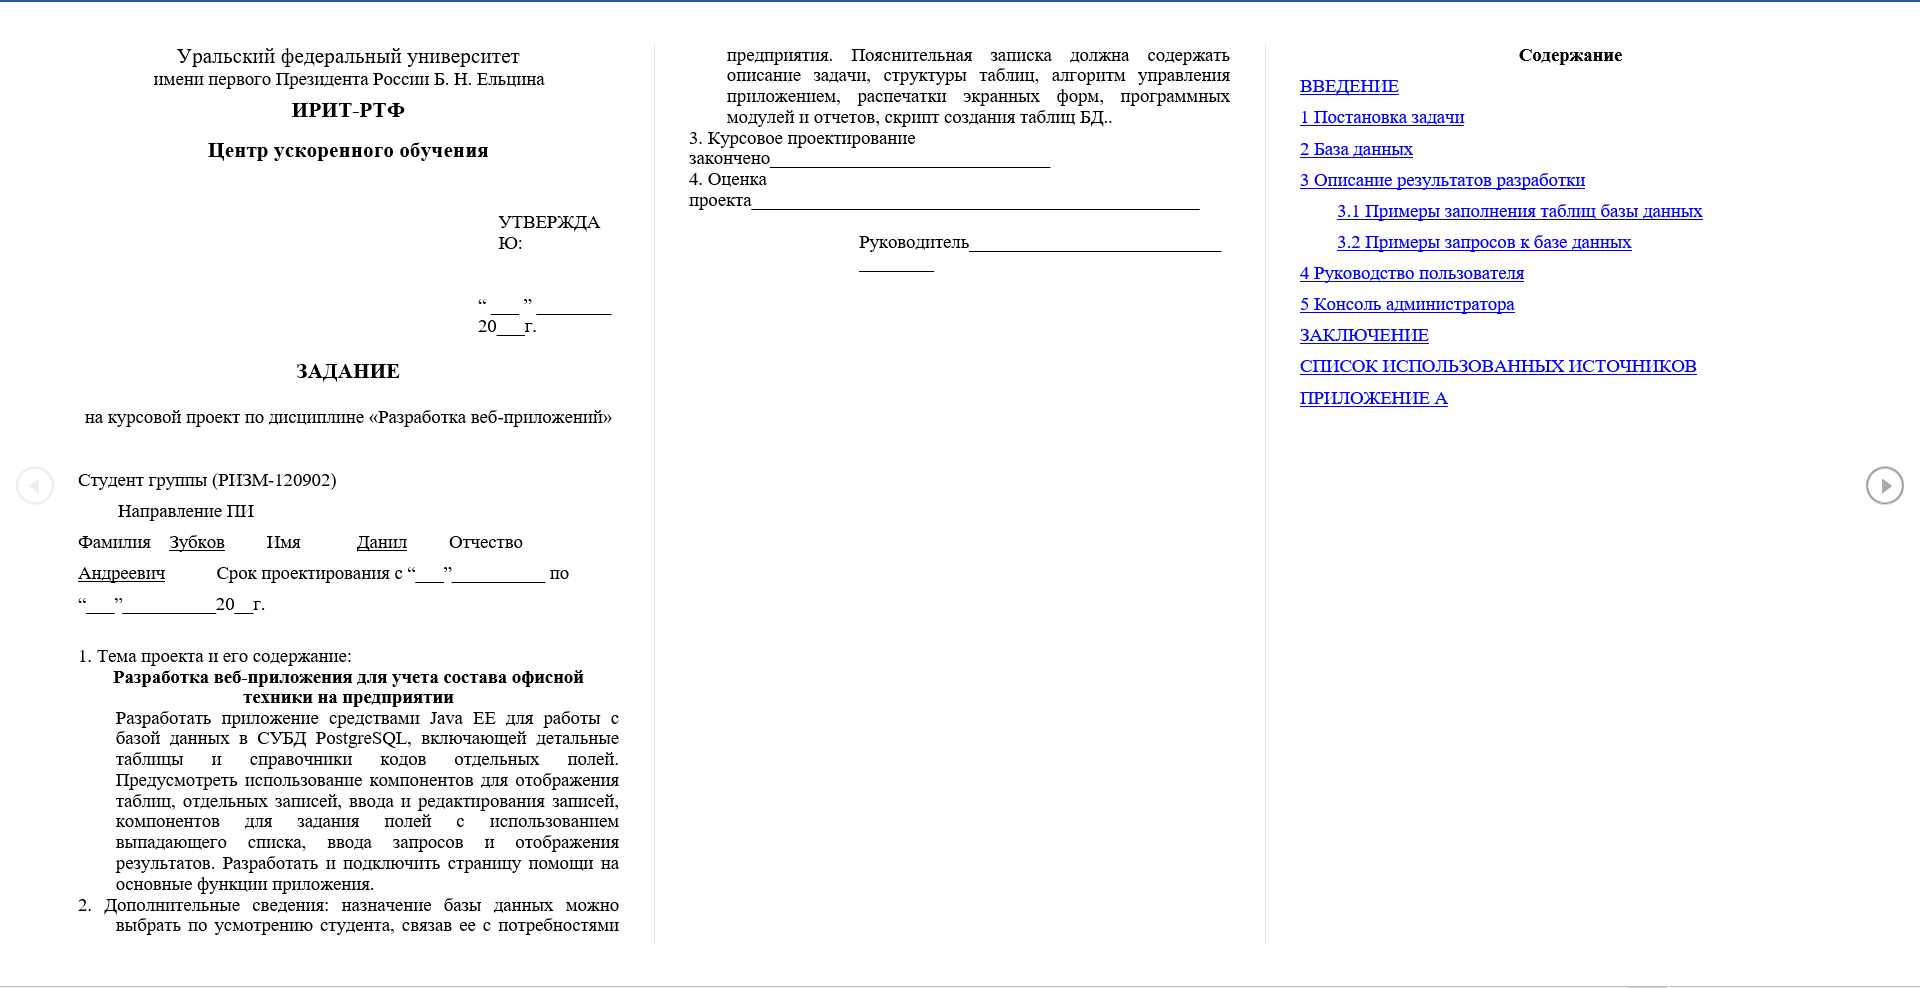 Уральский федеральный университет
имени первого Президента России Б. Н. Ельцина
ИРИТ-РТФ
Центр ускоренного обучения
УТВЕРЖДА
Ю:
“ ___ ” ________
20___г.
ЗАДАНИЕ
на курсовой проект по дисциплине «Разработка веб-приложений»
Студент группы (РИЗМ-120902)
Направление ПИ
Фамилия Зубков Имя Данил Отчество
Андреевич Срок проектирования с “___”__________ по
“___”__________20__г.
1. Тема проекта и его содержание:
Разработка веб-приложения для учета состава офисной
техники на предприятии
Разработать приложение средствами Java EE для работы с
базой данных в СУБД PostgreSQL, включающей детальные
таблицы и справочники кодов отдельных полей.
Предусмотреть использование компонентов для отображения
таблиц, отдельных записей, ввода и редактирования записей,
компонентов для задания полей с использованием
выпадающего списка, ввода запросов и отображения
результатов. Разработать и подключить страницу помощи на
основные функции приложения.
2. Дополнительные сведения: назначение базы данных можно
выбрать по усмотрению студента, связав ее с потребностями
предприятия. Пояснительная записка должна содержать
описание задачи, структуры таблиц, алгоритм управления
приложением, распечатки экранных форм, программных
модулей и отчетов, скрипт создания таблиц БД..
3. Курсовое проектирование
закончено______________________________
4. Оценка
проекта________________________________________________
Руководитель___________________________
________
Содержание
ВВЕДЕНИЕ
1 Постановка задачи
2 База данных
3 Описание результатов разработки
3.1 Примеры заполнения таблиц базы данных
3.2 Примеры запросов к базе данных
4 Руководство пользователя
5 Консоль администратора
ЗАКЛЮЧЕНИЕ
СПИСОК ИСПОЛЬЗОВАННЫХ ИСТОЧНИКОВ
ПРИЛОЖЕНИЕ А